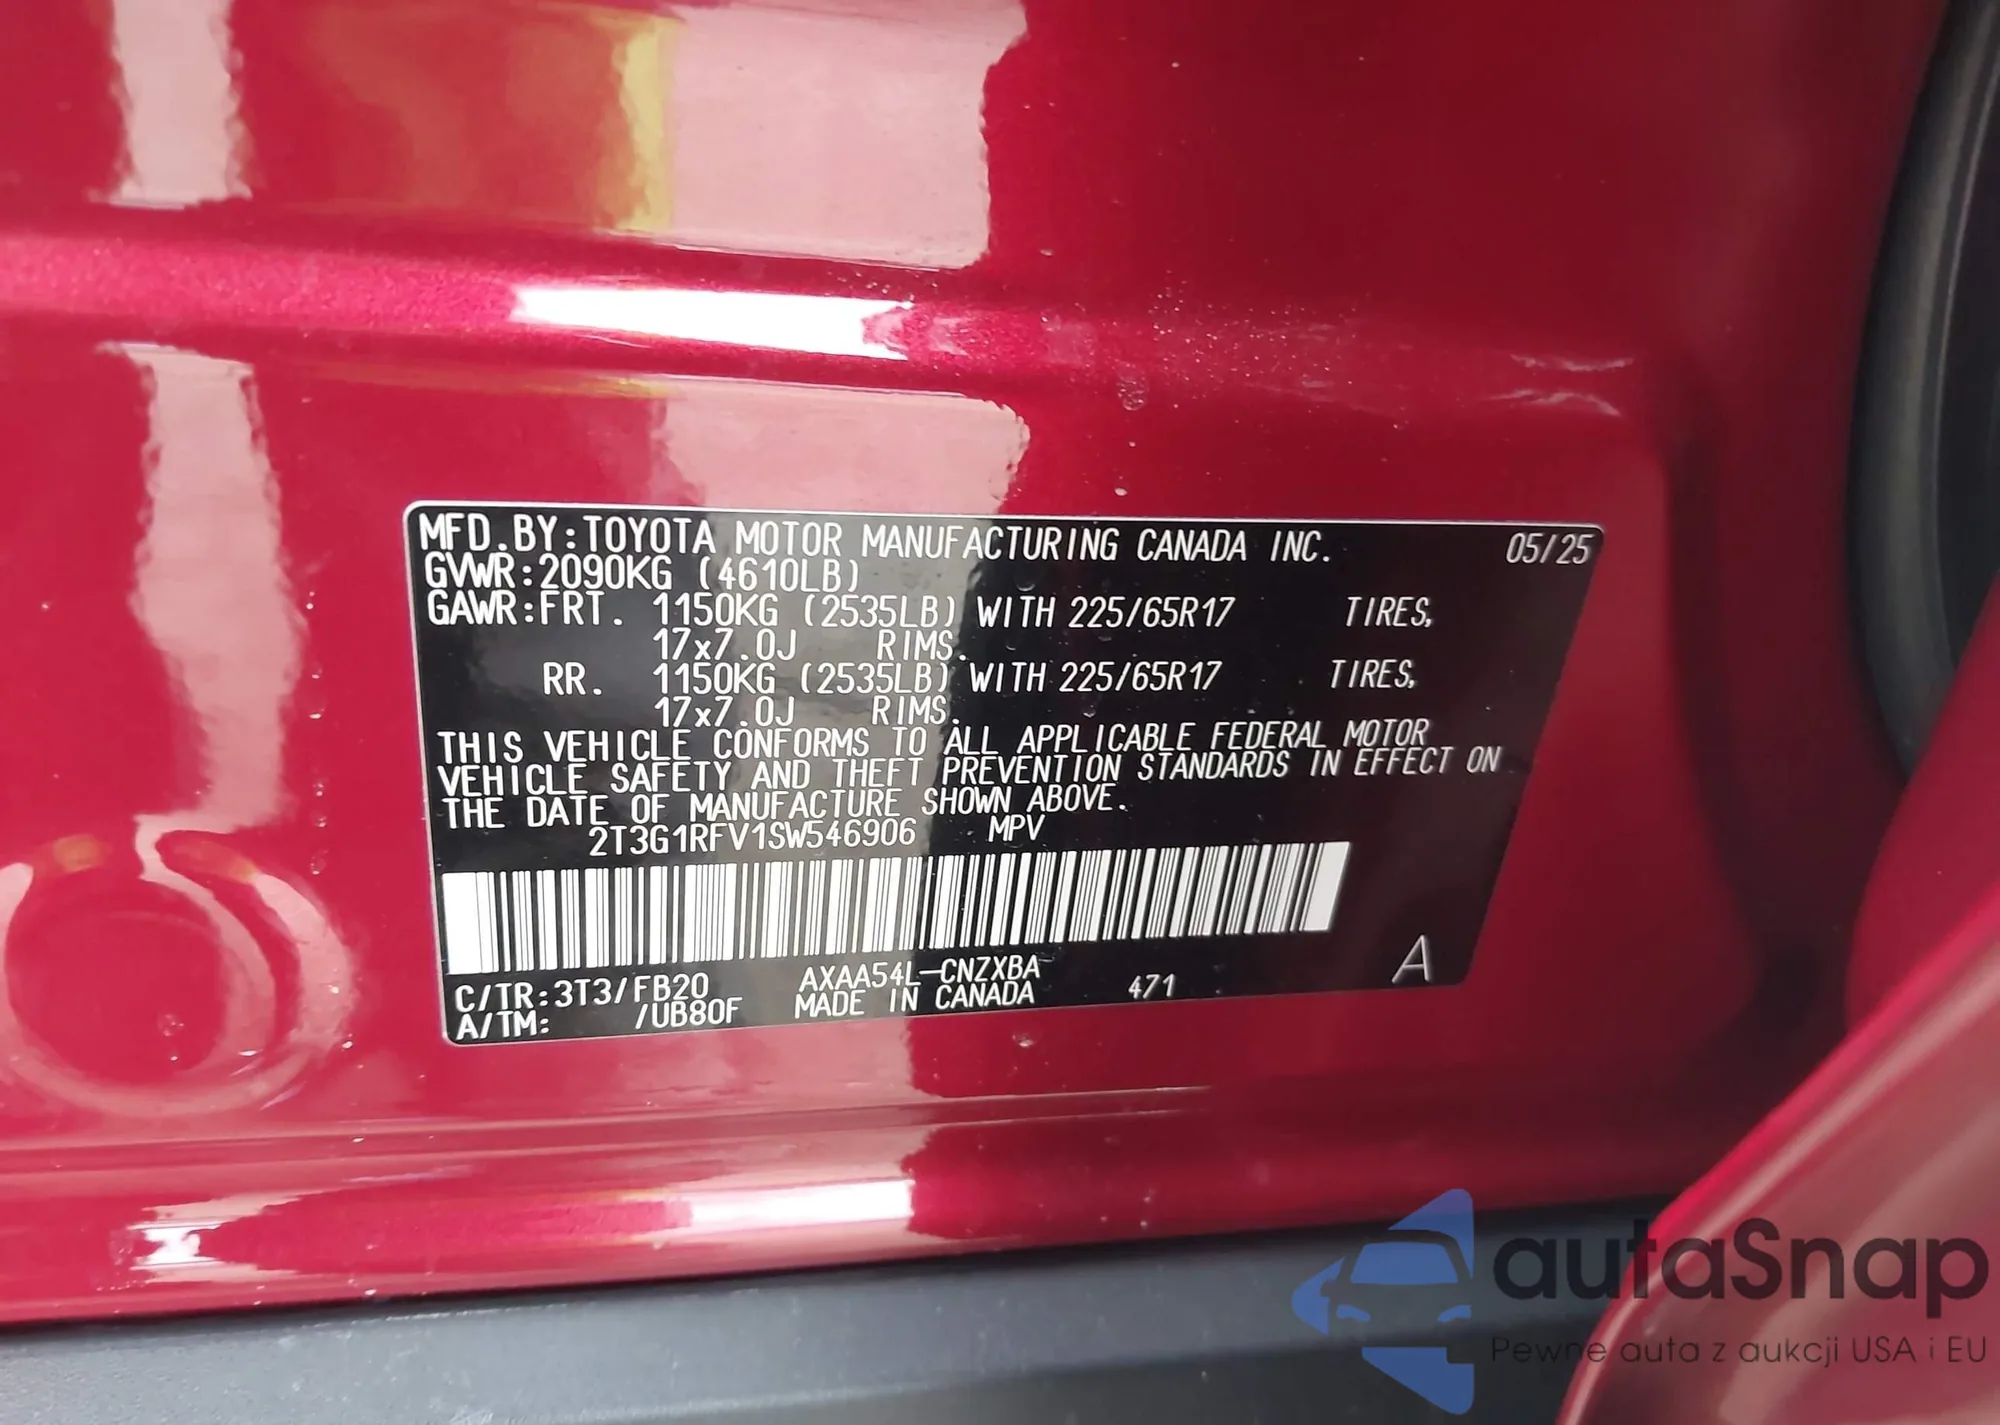 MFD.BY:TOYOTA MOTOR MANUFACTURING CANADA INC. 05/25
GVWR:2090KG (4610LB)
GAWR:FRT. 1150KG (2535LB) WITH 225/65R17 TIRES,
17x7.0J RIMS.
RR. 1150KG (2535LB) WITH 225/65R17 TIRES,
17x7.0J RIMS.
THIS VEHICLE CONFORMS TO ALL APPLICABLE FEDERAL MOTOR
VEHICLE SAFETY AND THEFT PREVENTION STANDARDS IN EFFECT ON
THE DATE OF MANUFACTURE SHOWN ABOVE.
2T3G1RFV1SW546906 MPV
C/TR:3T3/FB20 AXAA54L-CNZXBA 471 A
A/TM: /UB80F MADE IN CANADA
autaSnap
Pewne auta z aukcji USA i EU